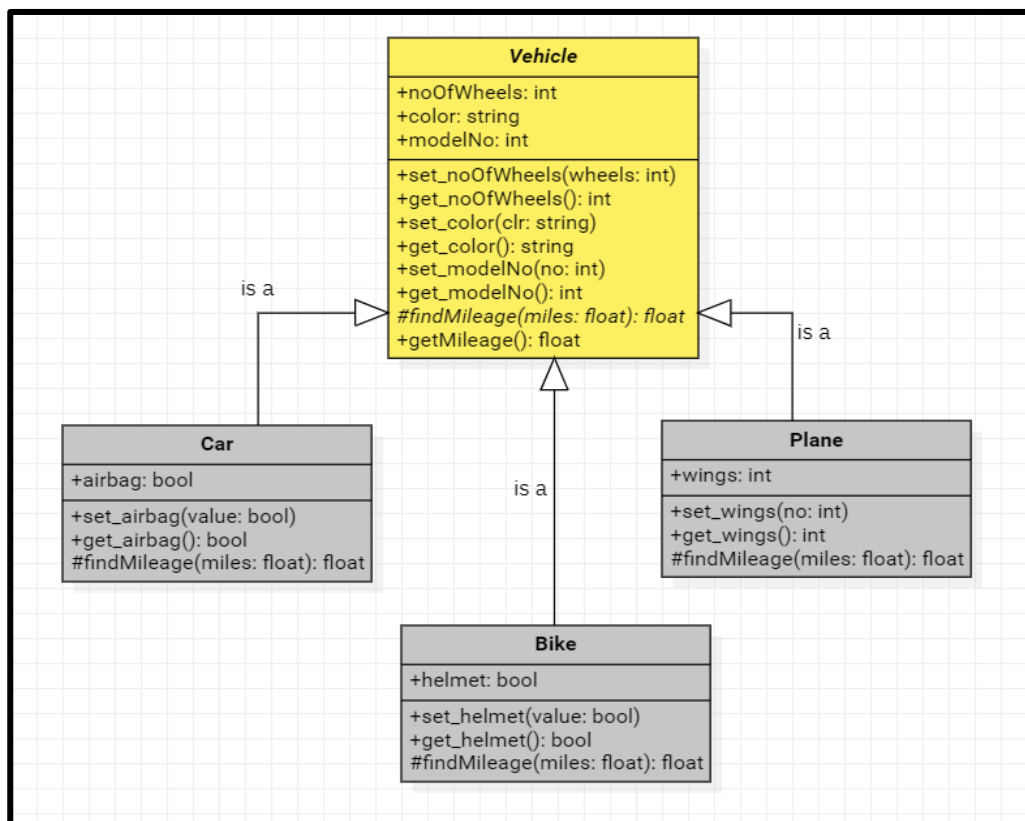 Vehicle
+noOfWheels: int
+color: string
+modelNo: int
+set_noOfWheels(wheels: int)
+get_noOfWheels(): int
+set_color(clr: string)
+get_color(): string
+set_modelNo(no: int)
+get_modelNo(): int
#findMileage(miles: float): float
+getMileage(): float
is a
is a
is a
Car
+airbag: bool
+set_airbag(value: bool)
+get_airbag(): bool
#findMileage(miles: float): float
Plane
+wings: int
+set_wings(no: int)
+get_wings(): int
#findMileage(miles: float): float
Bike
+helmet: bool
+set_helmet(value: bool)
+get_helmet(): bool
#findMileage(miles: float): float